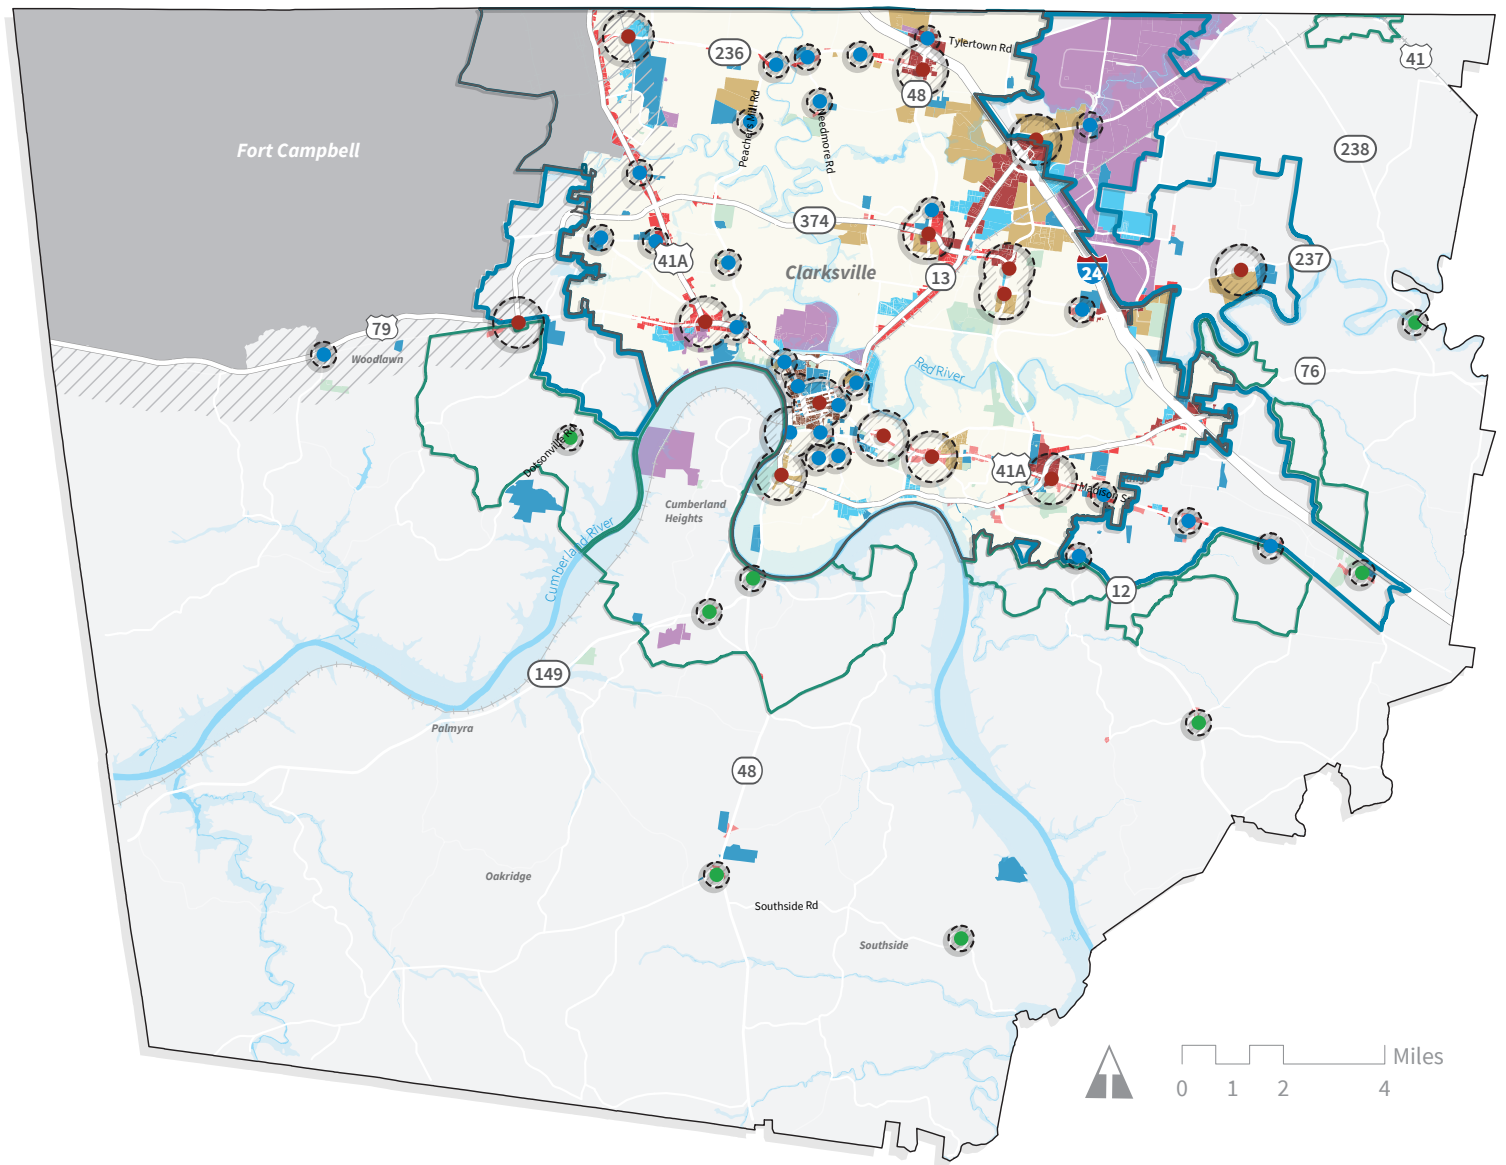 Tylertown Rd
236
41
48
Fort Campbell
Peachers Mill Rd
Needmore Rd
238
374
41A
Clarksville
13
24
237
79
Woodlawn
Red River
76
Dotsonville Rd
41A
Madison St
Cumberland
Heights
Cumberland River
12
149
Palmyra
48
Oakridge
Southside Rd
Southside
Miles
0
1
2
4